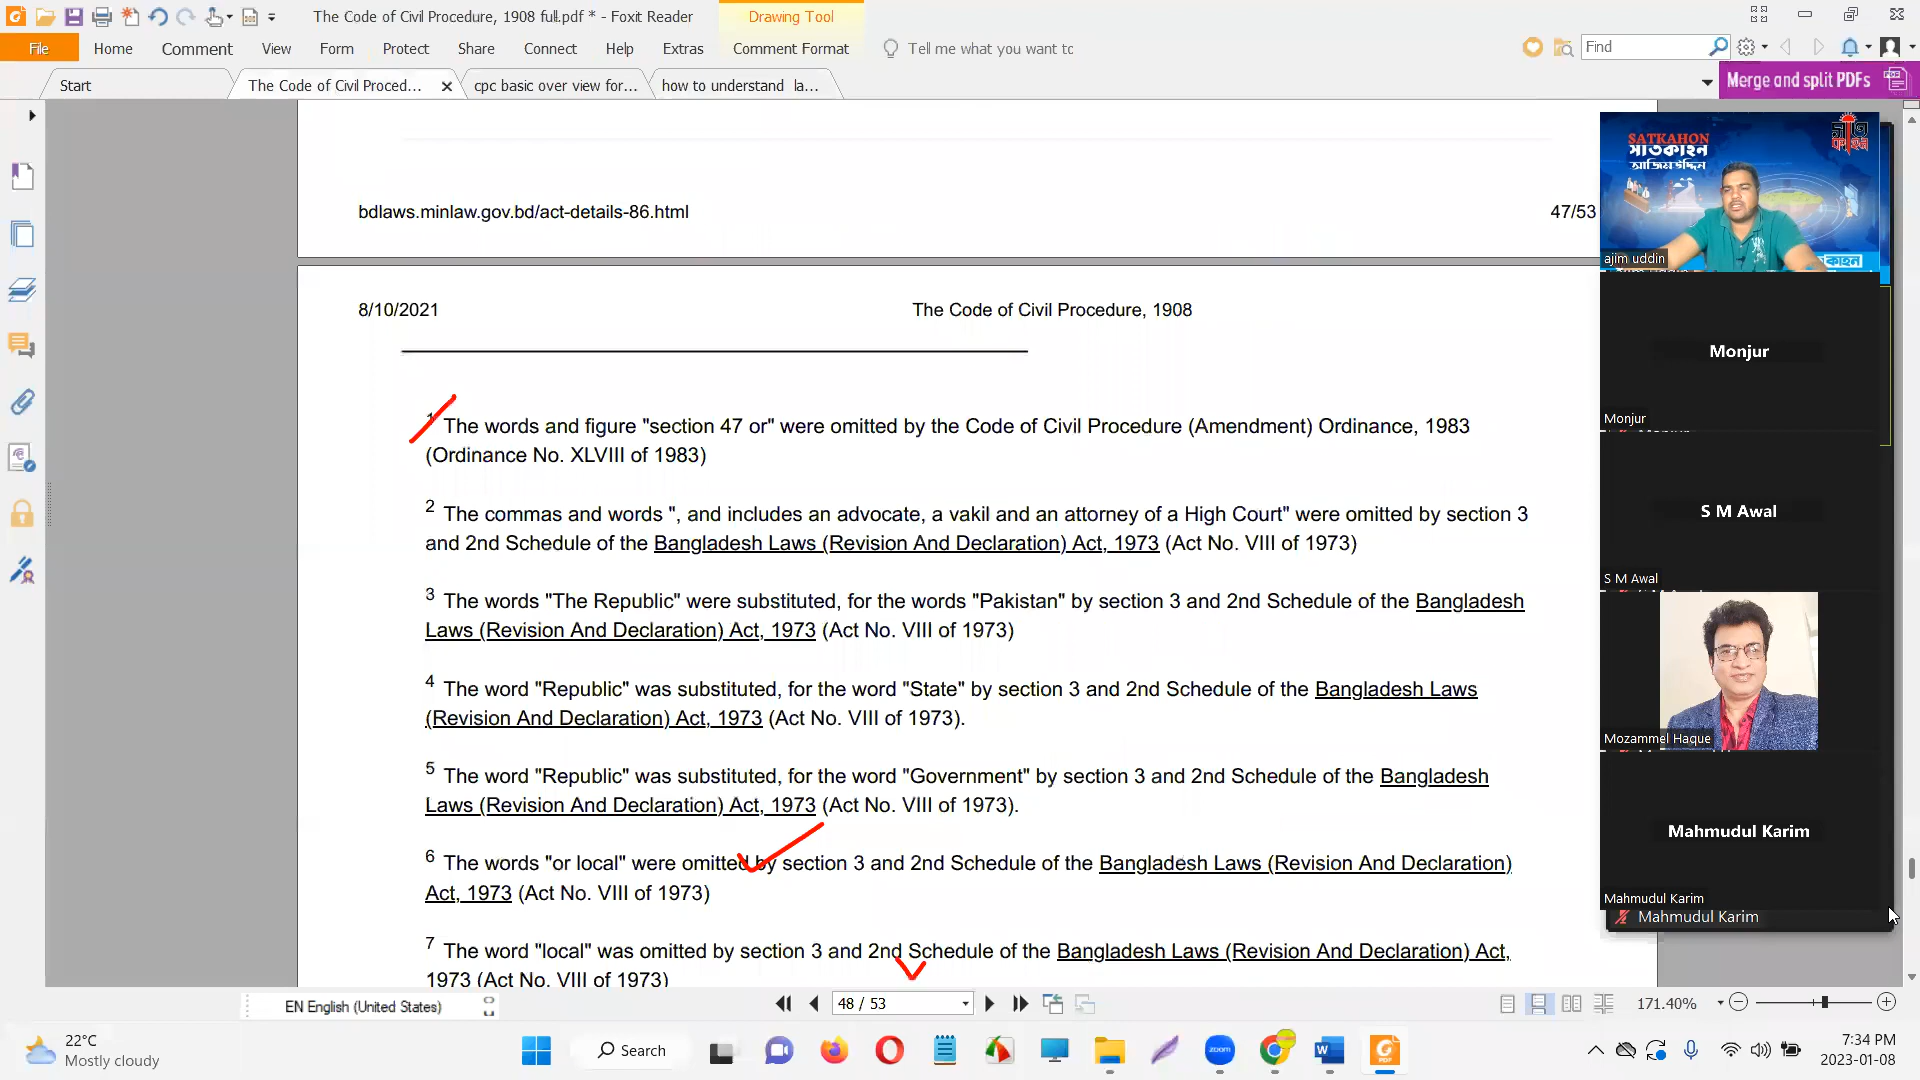 The Code of Civil Procedure, 1908 full.pdf * - Foxit Reader
Drawing Tool
File
Home
Comment
View
Form
Protect
Share
Connect
Help
Extras
Comment Format
Tell me what you want to
Find
Start
The Code of Civil Proced...
cpc basic over view for...
how to understand la...
Merge and split PDFs
bdlaws.minlaw.gov.bd/act-details-86.html
47/53
8/10/2021
The Code of Civil Procedure, 1908
1 The words and figure "section 47 or" were omitted by the Code of Civil Procedure (Amendment) Ordinance, 1983
(Ordinance No. XLVIII of 1983)
2 The commas and words ", and includes an advocate, a vakil and an attorney of a High Court" were omitted by section 3
and 2nd Schedule of the Bangladesh Laws (Revision And Declaration) Act, 1973 (Act No. VIII of 1973)
3 The words "The Republic" were substituted, for the words "Pakistan" by section 3 and 2nd Schedule of the Bangladesh
Laws (Revision And Declaration) Act, 1973 (Act No. VIII of 1973)
4 The word "Republic" was substituted, for the word "State" by section 3 and 2nd Schedule of the Bangladesh Laws
(Revision And Declaration) Act, 1973 (Act No. VIII of 1973).
5 The word "Republic" was substituted, for the word "Government" by section 3 and 2nd Schedule of the Bangladesh
Laws (Revision And Declaration) Act, 1973 (Act No. VIII of 1973).
6 The words "or local" were omitted by section 3 and 2nd Schedule of the Bangladesh Laws (Revision And Declaration)
Act, 1973 (Act No. VIII of 1973)
7 The word "local" was omitted by section 3 and 2nd Schedule of the Bangladesh Laws (Revision And Declaration) Act,
1973 (Act No. VIII of 1973)
SATKAHON
সাতকাহন
আজিমউদ্দিন
ajim uddin
Monjur
Monjur
S M Awal
S M Awal
Mozammel Haque
Mahmudul Karim
Mahmudul Karim
Mahmudul Karim
EN English (United States)
48 / 53
171.40%
22°C
Mostly cloudy
Search
zoom
7:34 PM
2023-01-08